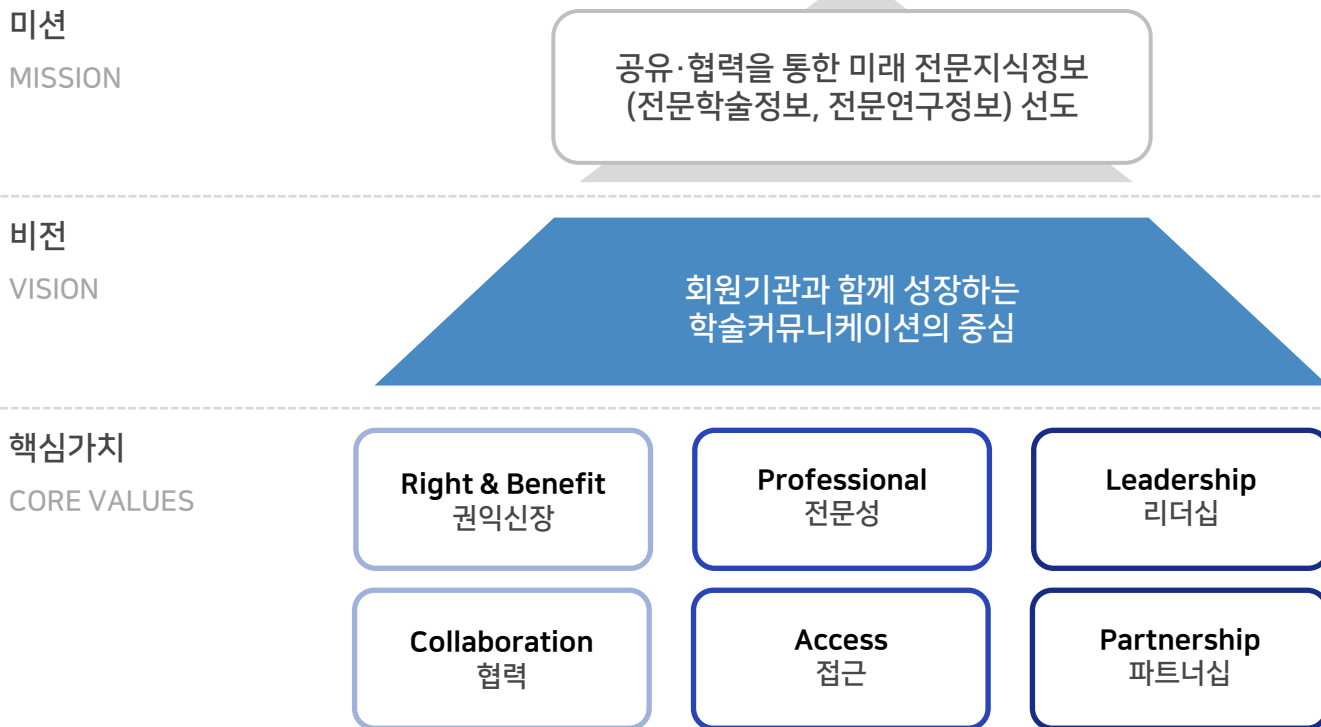 미션
MISSION
공유·협력을 통한 미래 전문지식정보
(전문학술정보, 전문연구정보) 선도
비전
VISION
회원기관과 함께 성장하는
학술커뮤니케이션의 중심
핵심가치
CORE VALUES
Right & Benefit
권익신장
Professional
전문성
Leadership
리더십
Collaboration
협력
Access
접근
Partnership
파트너십